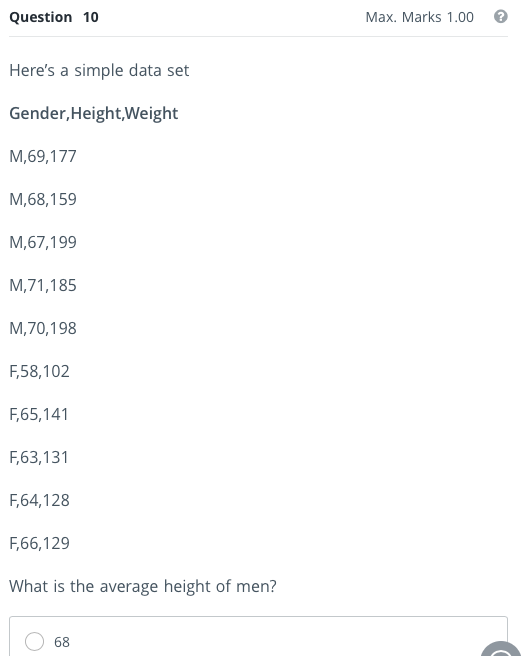 Question 10 Max. Marks 1.00 ?
Here’s a simple data set
Gender,Height,Weight
M,69,177
M,68,159
M,67,199
M,71,185
M,70,198
F,58,102
F,65,141
F,63,131
F,64,128
F,66,129
What is the average height of men?
68